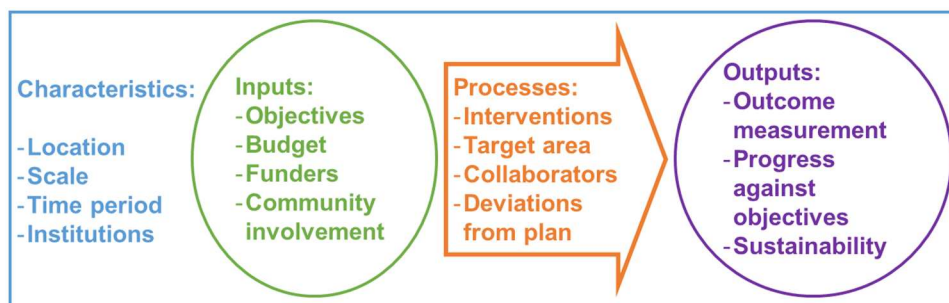 Characteristics:
-Location
-Scale
-Time period
-Institutions
Inputs:
-Objectives
-Budget
-Funders
-Community
involvement
Processes:
-Interventions
-Target area
-Collaborators
-Deviations
from plan
Outputs:
-Outcome
measurement
-Progress
against
objectives
-Sustainability